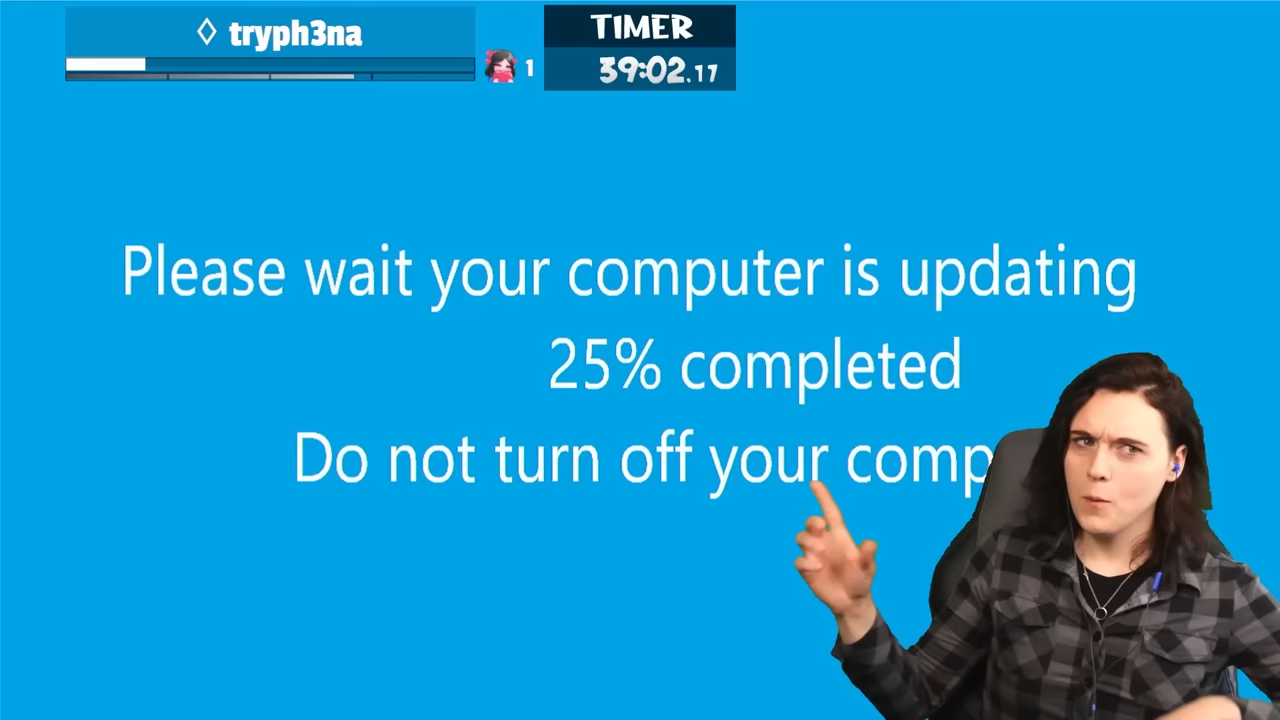 ◊ tryph3na
1
TIMER
39:02.17
Please wait your computer is updating
25% completed
Do not turn off your comp